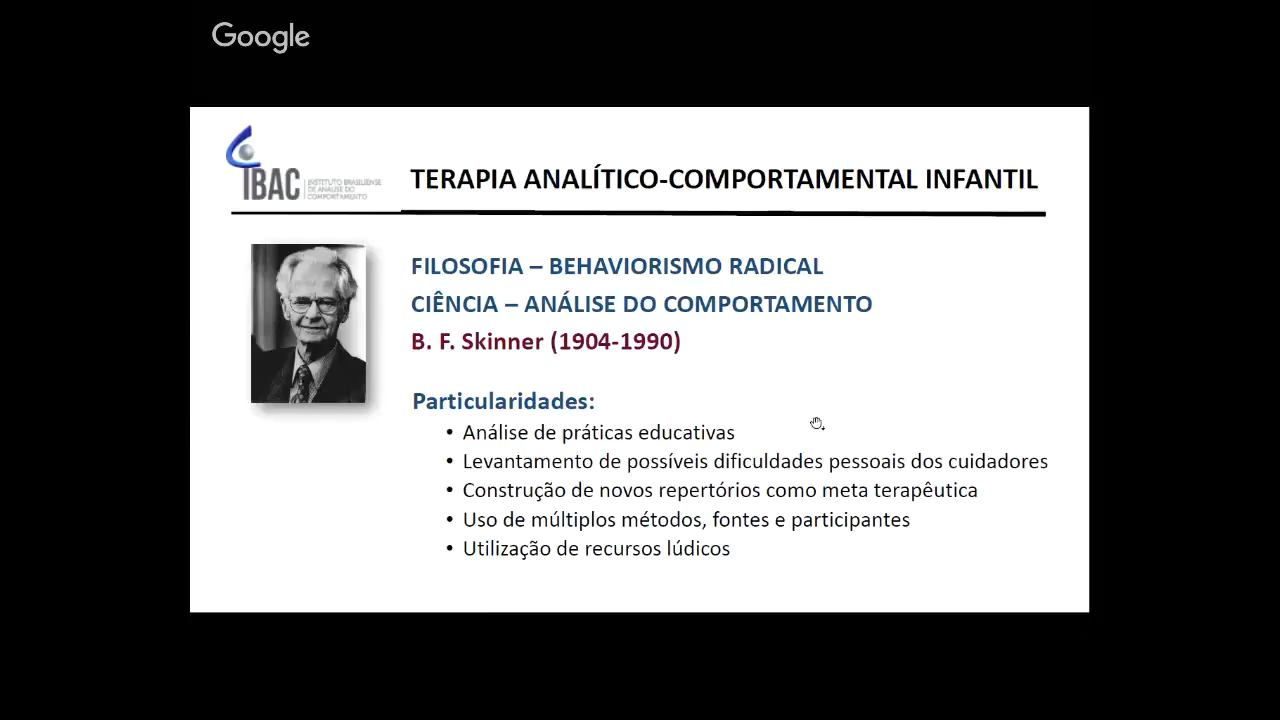 Google
IBAC
INSTITUTO BRASILIENSE
DE ANÁLISE DO
COMPORTAMENTO
TERAPIA ANALÍTICO-COMPORTAMENTAL INFANTIL
FILOSOFIA – BEHAVIORISMO RADICAL
CIÊNCIA – ANÁLISE DO COMPORTAMENTO
B. F. Skinner (1904-1990)
Particularidades:
• Análise de práticas educativas
• Levantamento de possíveis dificuldades pessoais dos cuidadores
• Construção de novos repertórios como meta terapêutica
• Uso de múltiplos métodos, fontes e participantes
• Utilização de recursos lúdicos